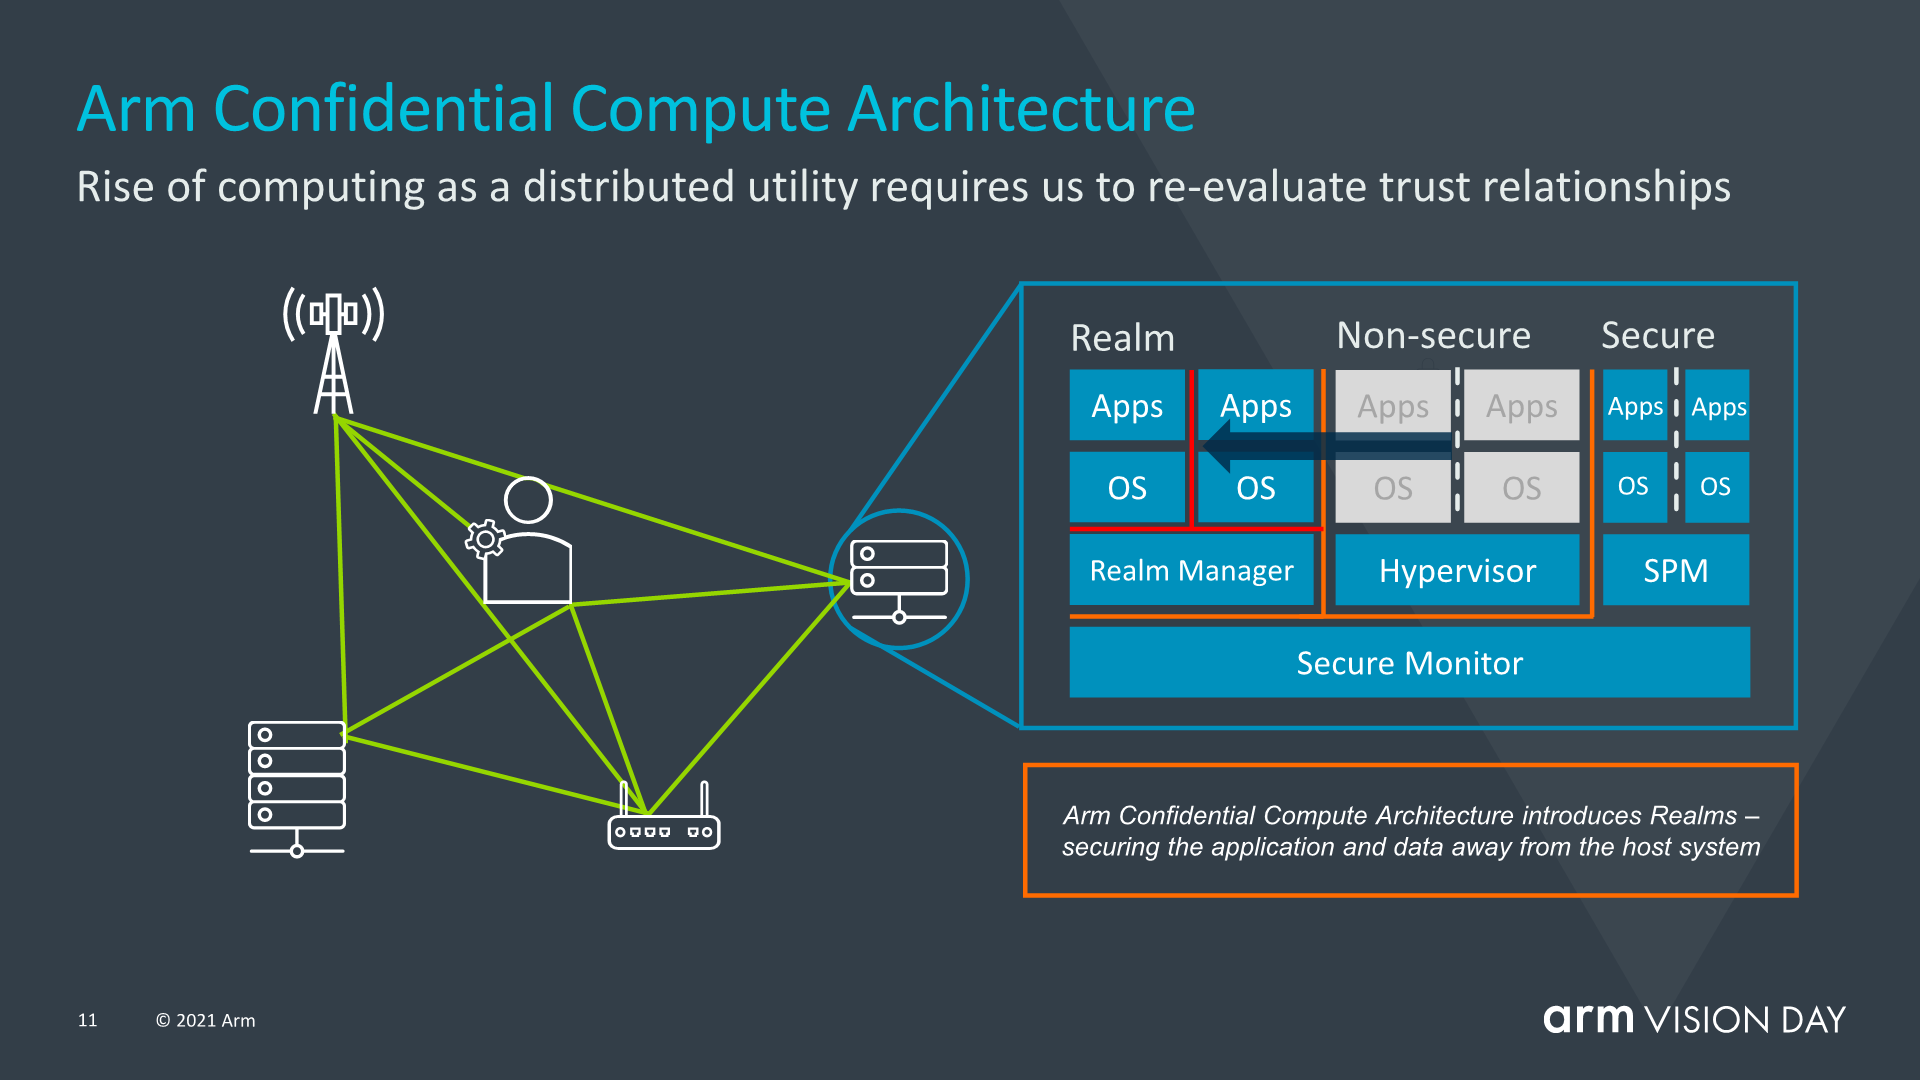 Arm Confidential Compute Architecture
Rise of computing as a distributed utility requires us to re-evaluate trust relationships
Realm
Non-secure
Secure
Apps
Apps
Apps
Apps
Apps
Apps
OS
OS
OS
OS
OS
OS
Realm Manager
Hypervisor
SPM
Secure Monitor
Arm Confidential Compute Architecture introduces Realms –
securing the application and data away from the host system
11
© 2021 Arm
arm VISION DAY